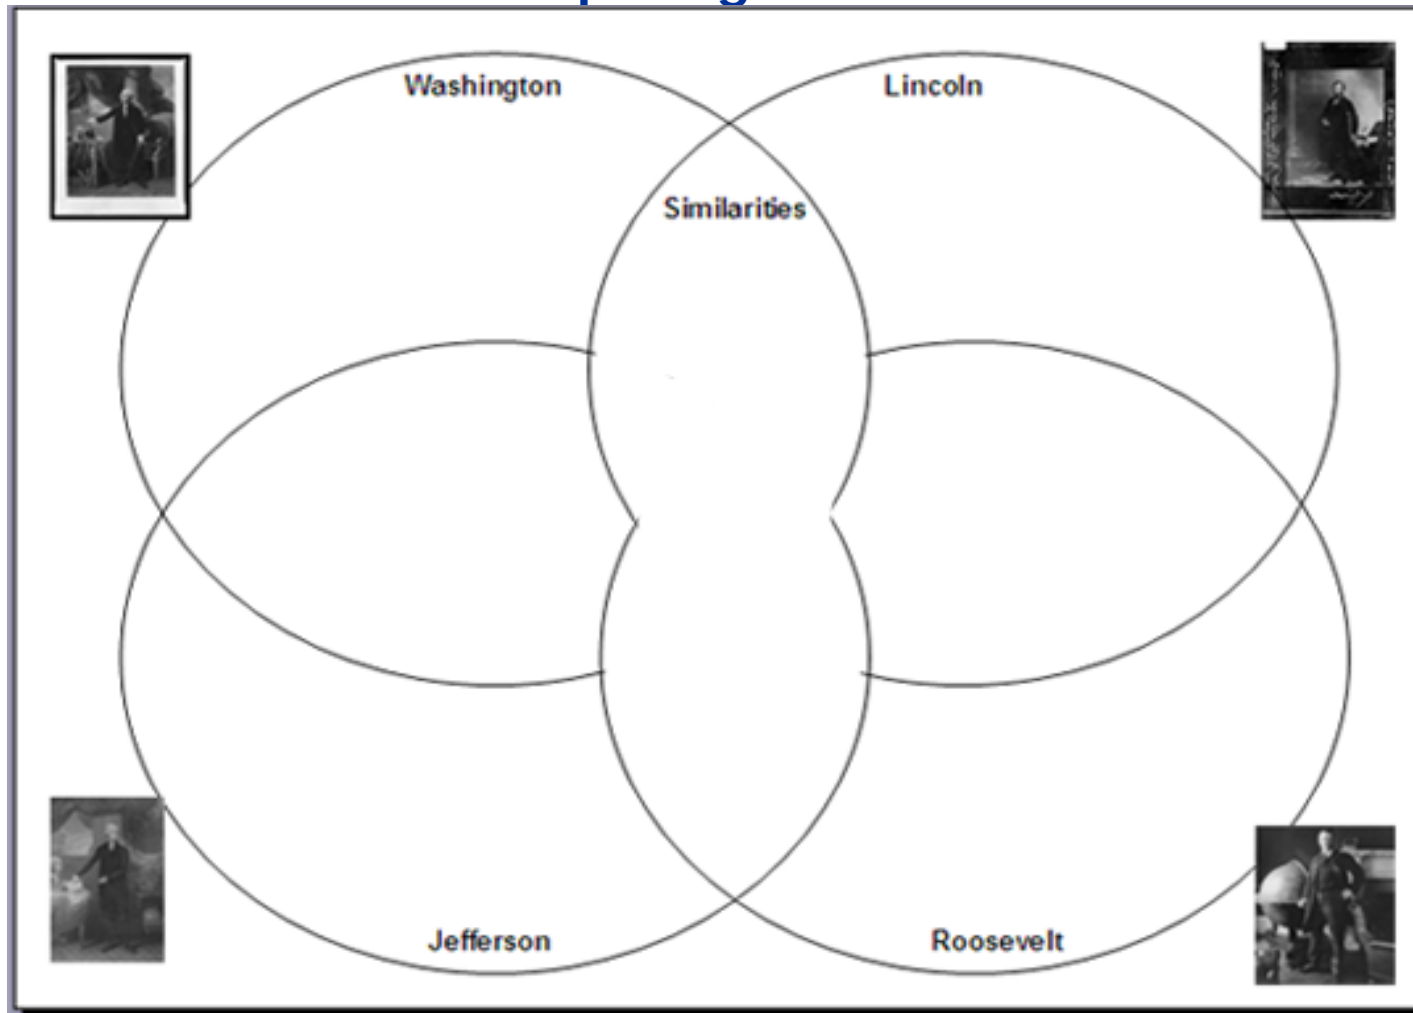 Washington
Lincoln
Similarities
Jefferson
Roosevelt